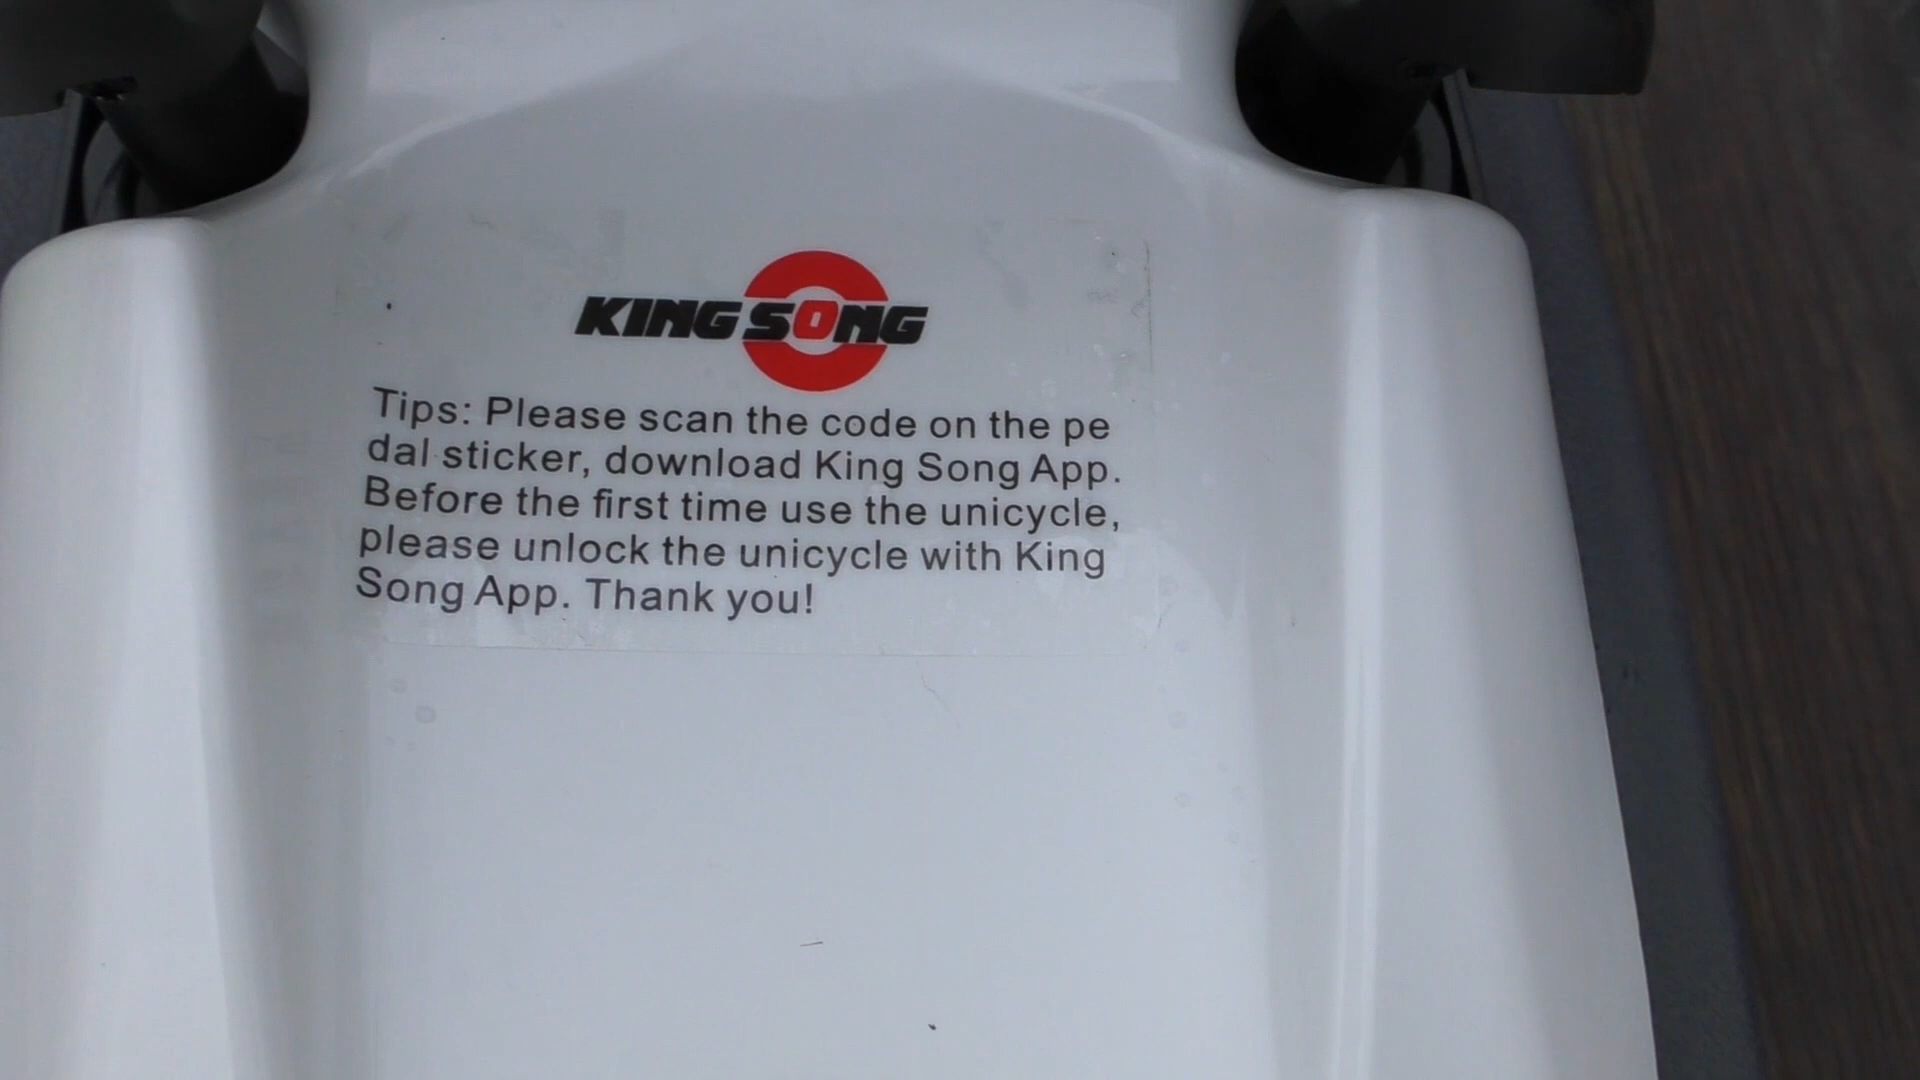 KING SONG
Tips: Please scan the code on the pe
dal sticker, download King Song App.
Before the first time use the unicycle,
please unlock the unicycle with King
Song App. Thank you!